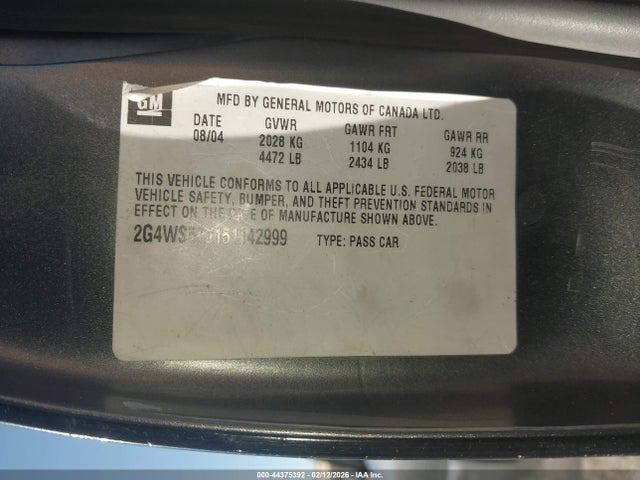 GM
MFD BY GENERAL MOTORS OF CANADA LTD.
DATE GVWR GAWR FRT GAWR RR
08/04 2028 KG 1104 KG 924 KG
4472 LB 2434 LB 2038 LB
THIS VEHICLE CONFORMS TO ALL APPLICABLE U.S. FEDERAL MOTOR
VEHICLE SAFETY, BUMPER, AND THEFT PREVENTION STANDARDS IN
EFFECT ON THE DATE OF MANUFACTURE SHOWN ABOVE.
TYPE: PASS CAR
000-44375392 - 02/12/2026 - IAA Inc.